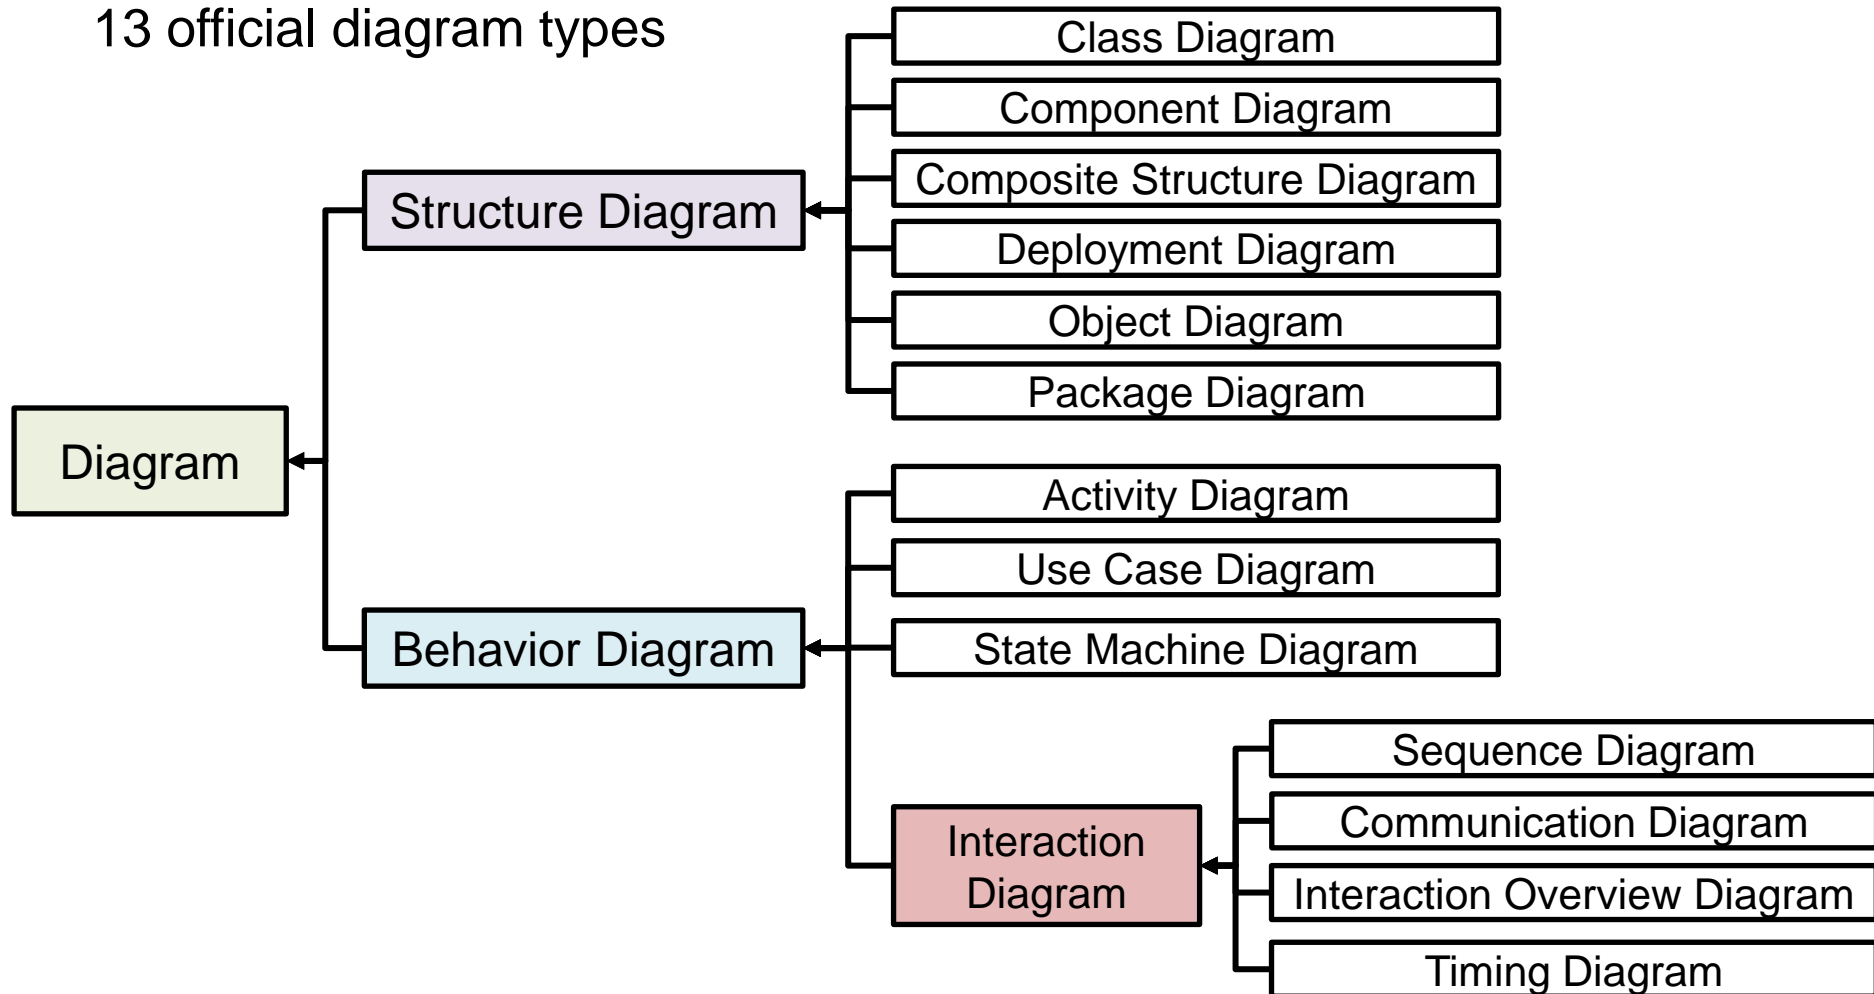 13 official diagram types
Class Diagram
Component Diagram
Composite Structure Diagram
Structure Diagram
Deployment Diagram
Object Diagram
Package Diagram
Diagram
Activity Diagram
Use Case Diagram
Behavior Diagram
State Machine Diagram
Sequence Diagram
Interaction
Diagram
Communication Diagram
Interaction Overview Diagram
Timing Diagram